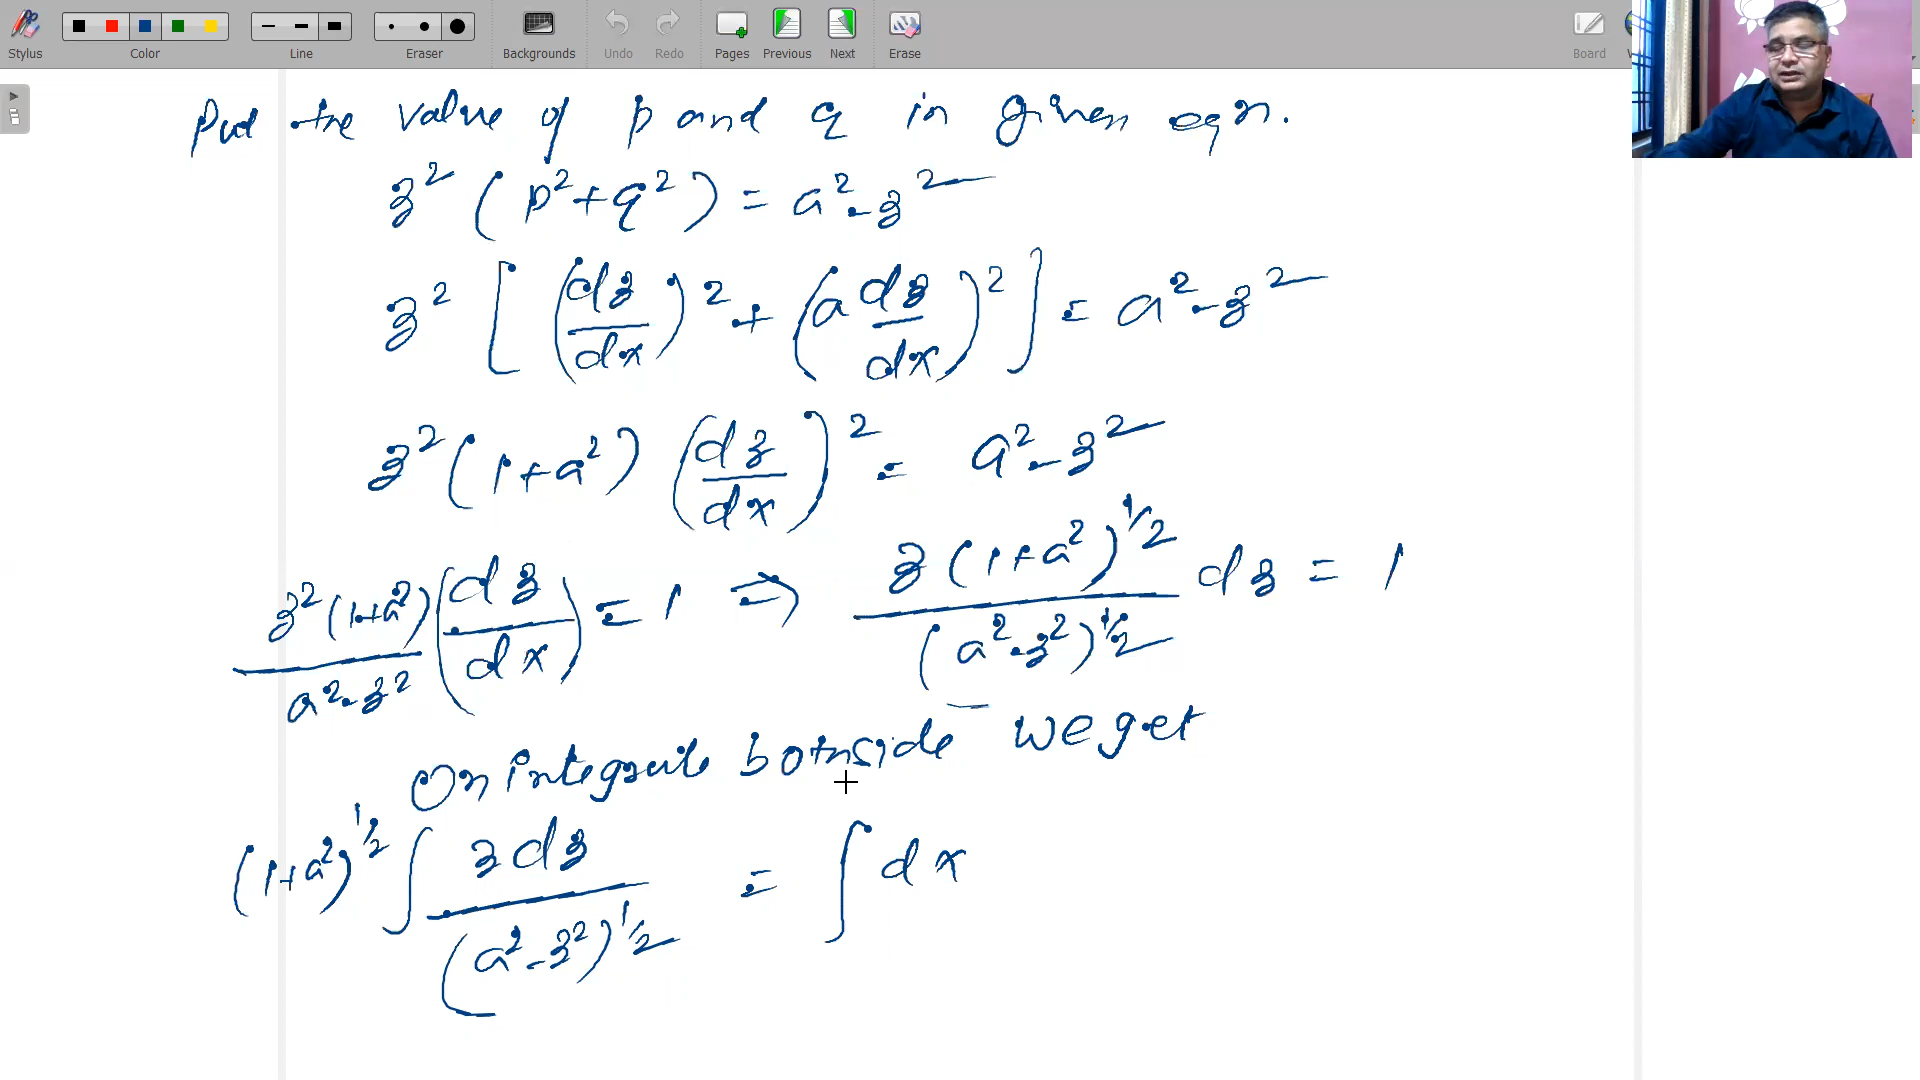 Stylus Color Line Eraser Backgrounds Undo Redo Pages Previous Next Erase Board
Put the value of p and q in given eqn.
z² (p²+q²) = a²-z²
z² [(dz/dx)² + (a dz/dx)²] = a²-z²
z² (1+a²) (dz/dx)² = a²-z²
z²(1+a²)/a²-z² (dz/dx) = 1 ⇒ z(1+a²)^1/2 / (a²-z²)^1/2 dz = 1
On integrate bothside we get
(1+a²)^1/2 ∫ z dz / (a²-z²)^1/2 = ∫ dx